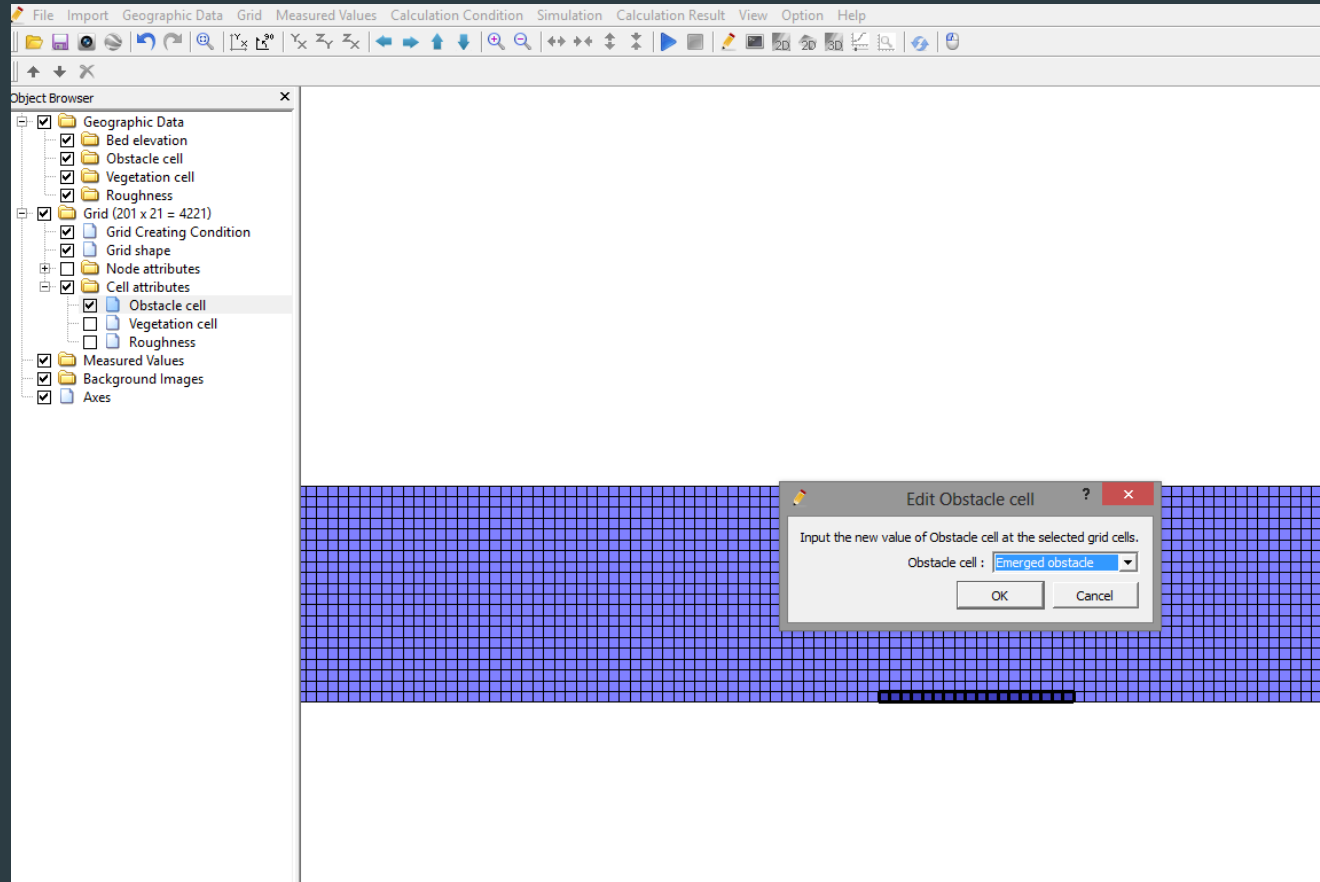 File Import Geographic Data Grid Measured Values Calculation Condition Simulation Calculation Result View Option Help
Object Browser
Geographic Data
Bed elevation
Obstacle cell
Vegetation cell
Roughness
Grid (201 x 21 = 4221)
Grid Creating Condition
Grid shape
Node attributes
Cell attributes
Obstacle cell
Vegetation cell
Roughness
Measured Values
Background Images
Axes
Edit Obstacle cell
Input the new value of Obstacle cell at the selected grid cells.
Obstacle cell : Emerged obstacle
OK Cancel